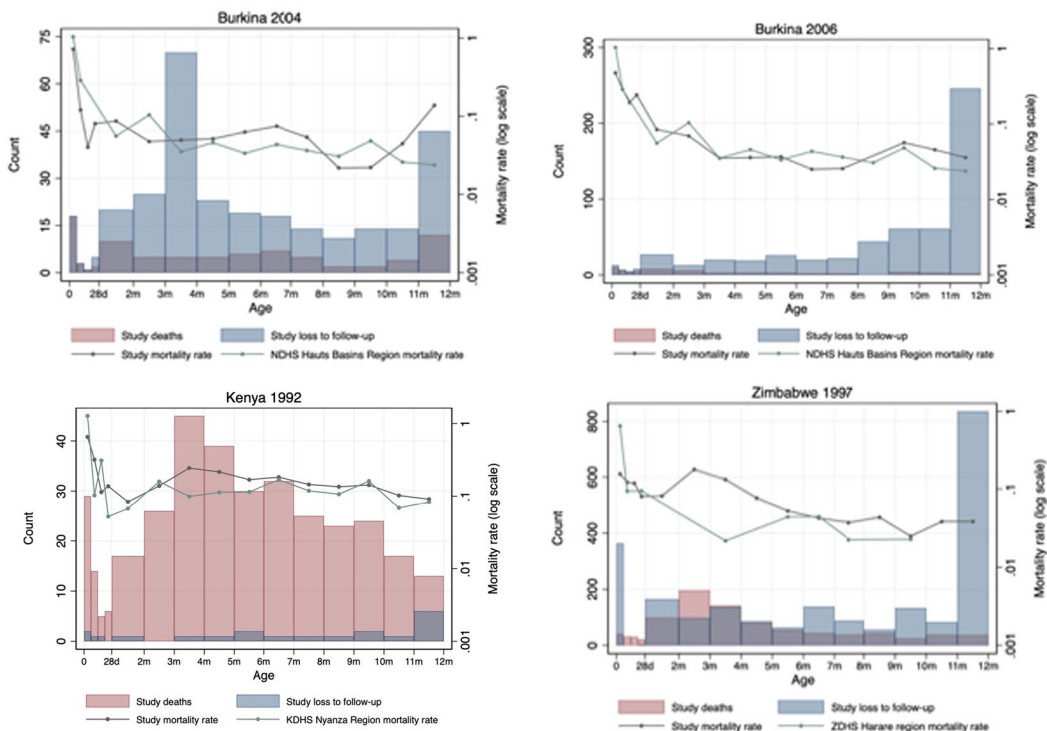 Burkina 2004
75
60
45
30
15
0
Count
1
.1
.01
.001
Mortality rate (log scale)
0 28d 2m 3m 4m 5m 6m 7m 8m 9m 10m 11m 12m
Age
Study deaths Study loss to follow-up
Study mortality rate NDHS Hauts Basins Region mortality rate
Burkina 2006
300
200
100
0
Count
1
.1
.01
.001
Mortality rate (log scale)
0 28d 2m 3m 4m 5m 6m 7m 8m 9m 10m 11m 12m
Age
Study deaths Study loss to follow-up
Study mortality rate NDHS Hauts Basins Region mortality rate
Kenya 1992
40
30
20
10
0
Count
1
.1
.01
.001
Mortality rate (log scale)
0 28d 2m 3m 4m 5m 6m 7m 8m 9m 10m 11m 12m
Age
Study deaths Study loss to follow-up
Study mortality rate KDHS Nyanza Region mortality rate
Zimbabwe 1997
800
600
400
200
0
Count
1
.1
.01
.001
Mortality rate (log scale)
0 28d 2m 3m 4m 5m 6m 7m 8m 9m 10m 11m 12m
Age
Study deaths Study loss to follow-up
Study mortality rate ZDHS Harare region mortality rate